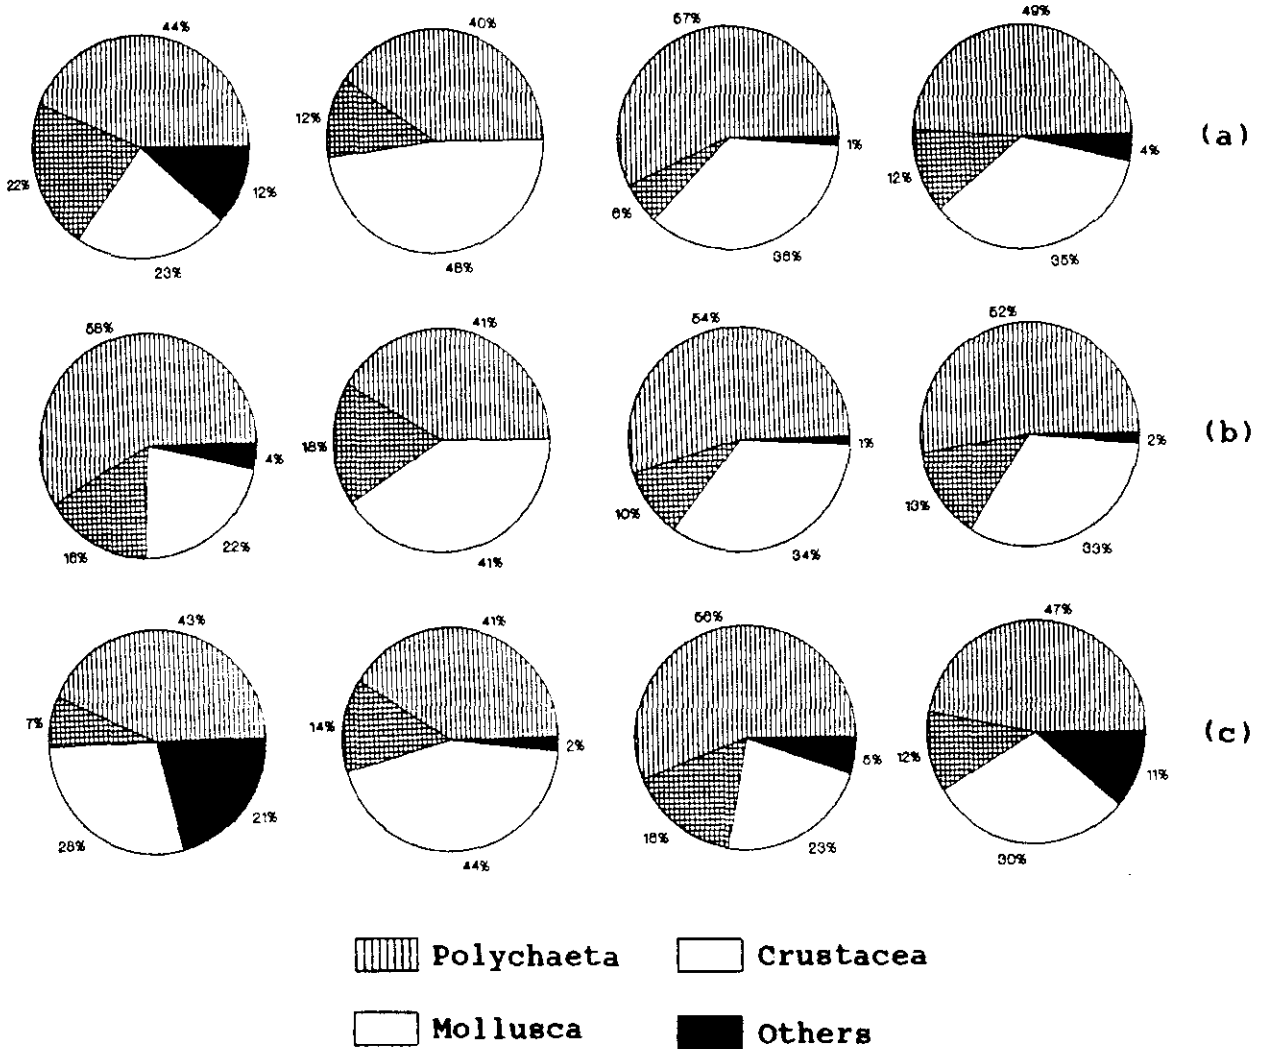 44% 40% 57% 49%
12% 1% 4% (a)
22% 12% 6% 12%
23% 48% 36% 35%
58% 41% 54% 52%
4% 18% 1% 2% (b)
16% 22% 41% 10% 34% 13% 33%
43% 41% 56% 47%
7% 14% 2% 5% 12% 11% (c)
28% 21% 44% 16% 23% 30%
Polychaeta Crustacea
Mollusca Others